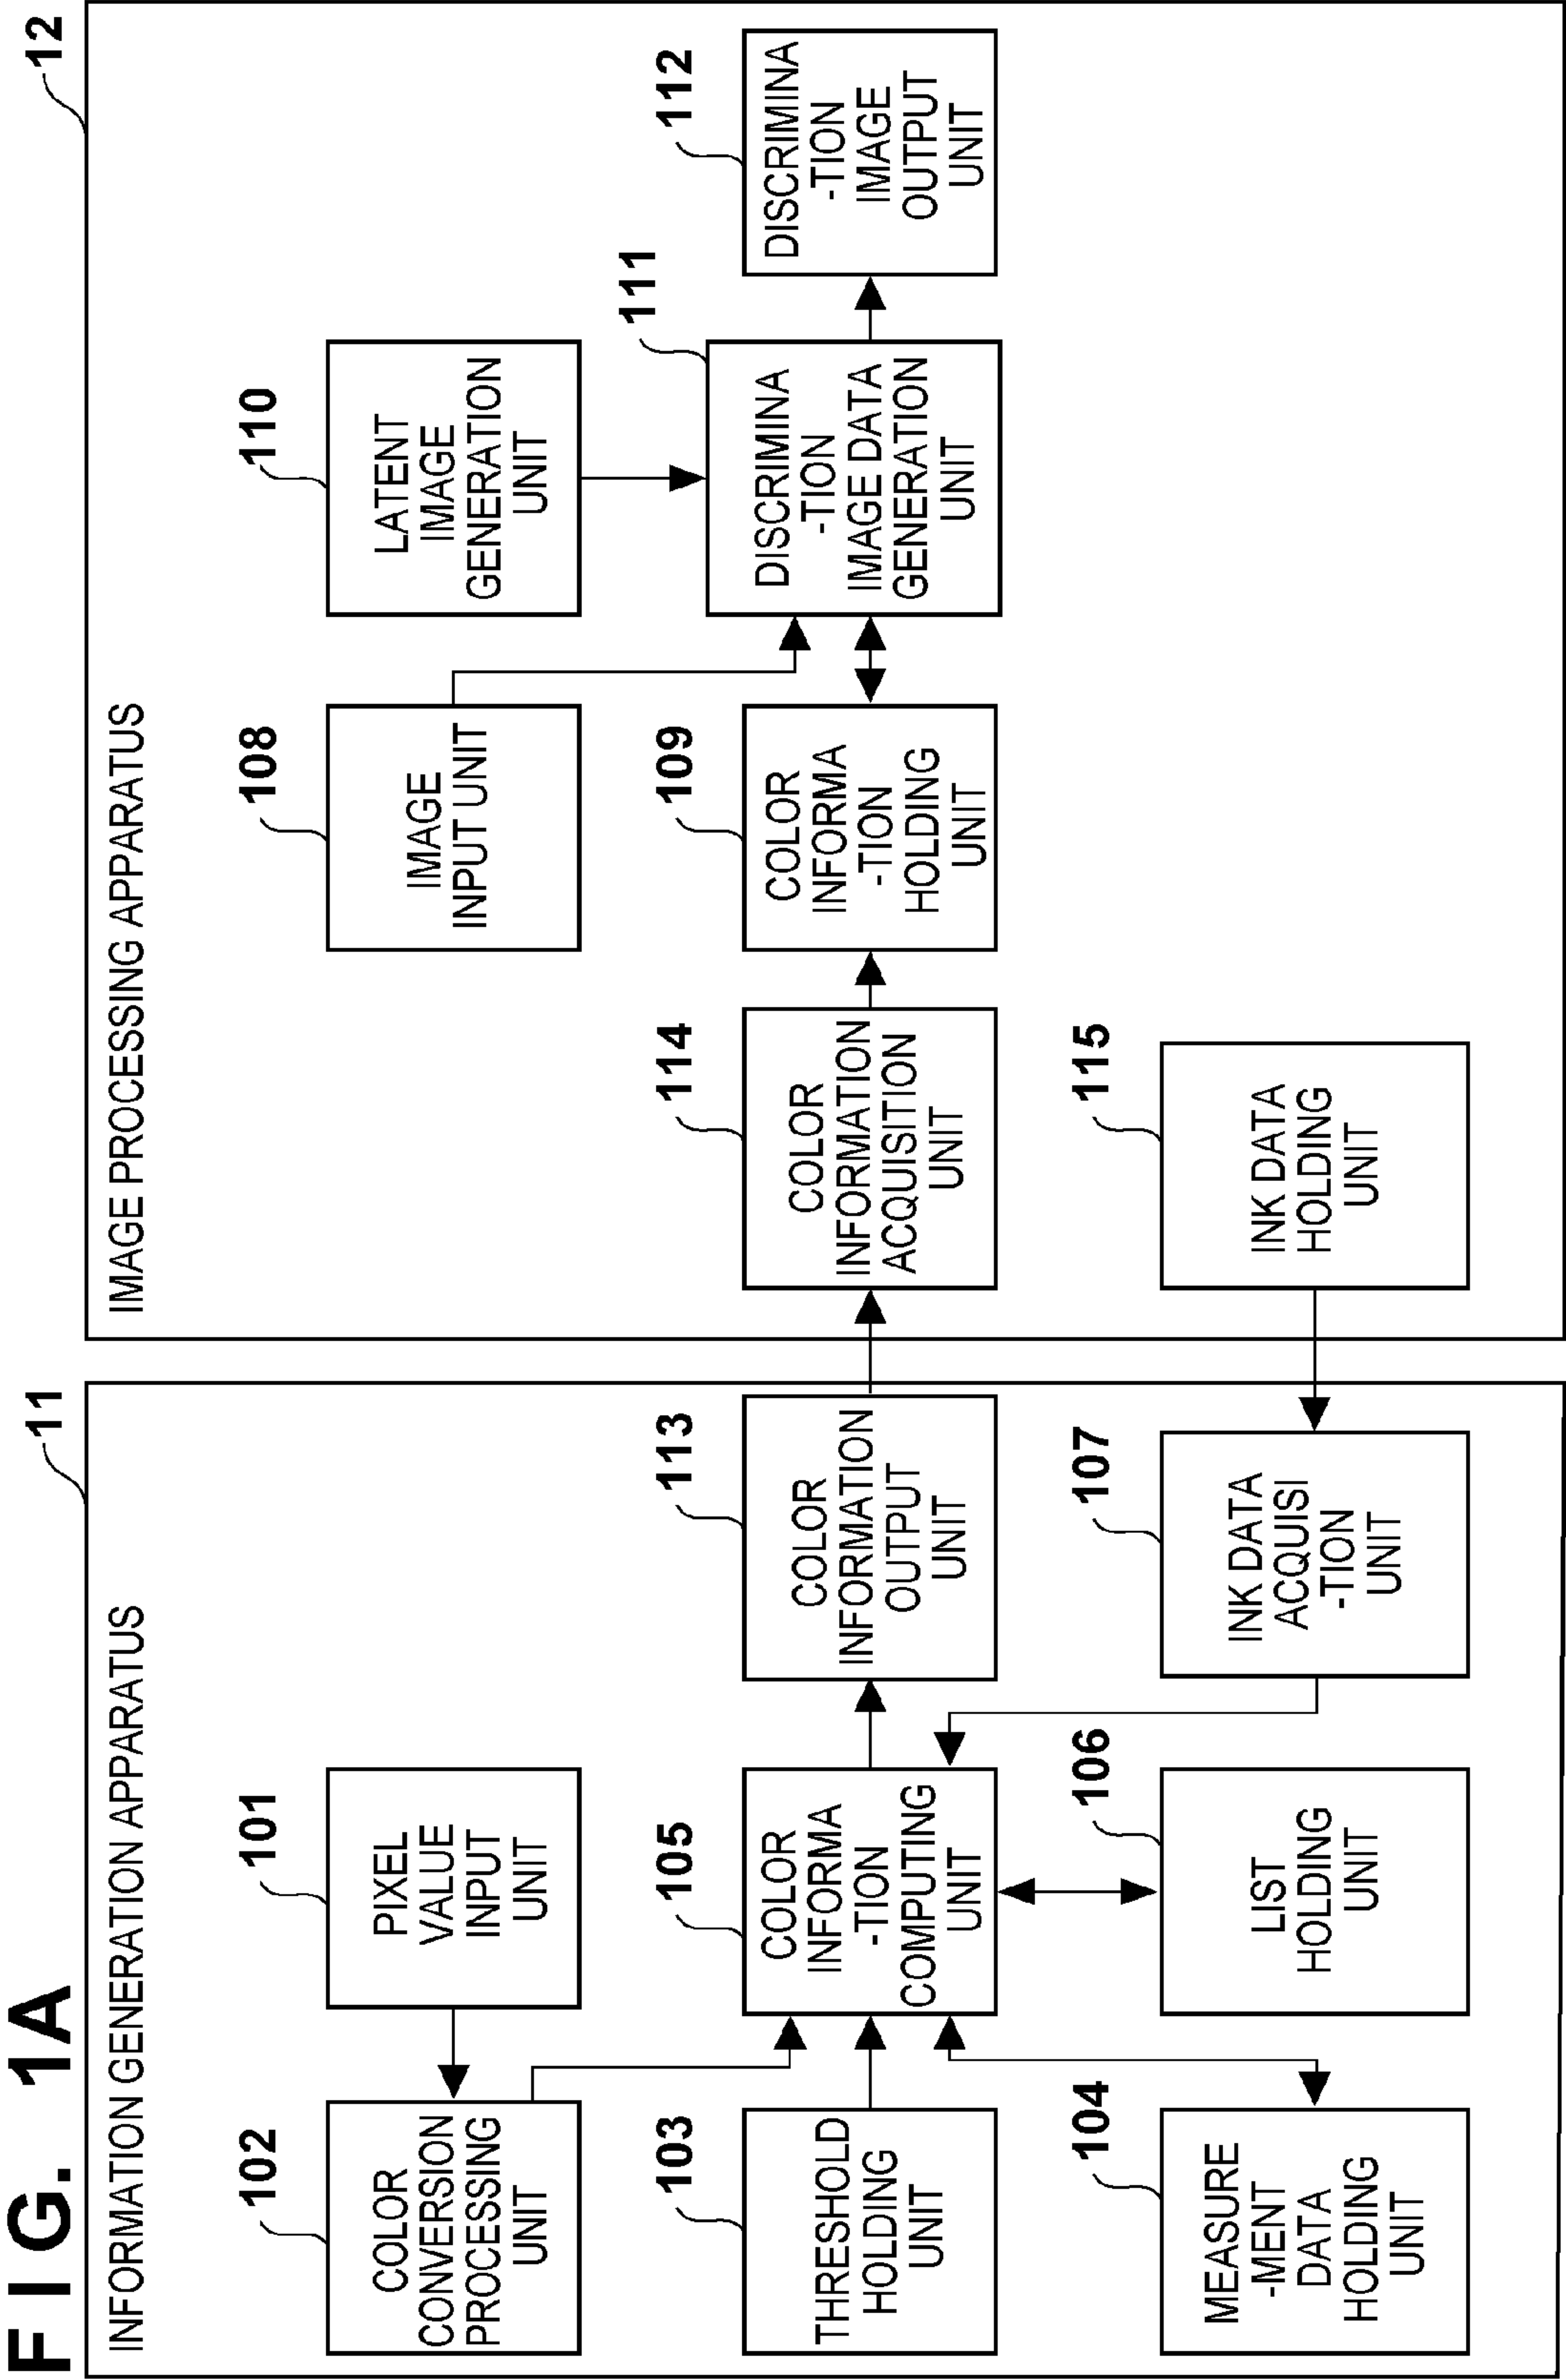 FIG. 1A
11
INFORMATION GENERATION APPARATUS
101
PIXEL
VALUE
INPUT
UNIT
102
COLOR
CONVERSION
PROCESSING
UNIT
103
THRESHOLD
HOLDING
UNIT
105
COLOR
INFORMA
-TION
COMPUTING
UNIT
113
COLOR
INFORMATION
OUTPUT
UNIT
104
MEASURE
-MENT
DATA
HOLDING
UNIT
106
LIST
HOLDING
UNIT
107
INK DATA
ACQUISI
-TION
UNIT
12
IMAGE PROCESSING APPARATUS
108
IMAGE
INPUT UNIT
110
LATENT
IMAGE
GENERATION
UNIT
114
COLOR
INFORMATION
ACQUISITION
UNIT
109
COLOR
INFORMA
-TION
HOLDING
UNIT
111
DISCRIMINA
-TION
IMAGE DATA
GENERATION
UNIT
112
DISCRIMINA
-TION
IMAGE
OUTPUT
UNIT
115
INK DATA
HOLDING
UNIT